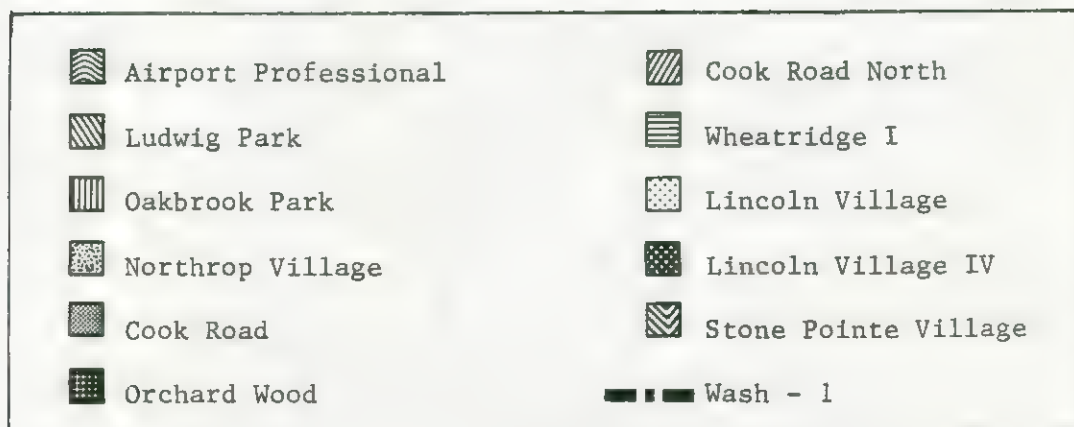 Airport Professional
Ludwig Park
Oakbrook Park
Northrop Village
Cook Road
Orchard Wood
Cook Road North
Wheatridge I
Lincoln Village
Lincoln Village IV
Stone Pointe Village
Wash - 1